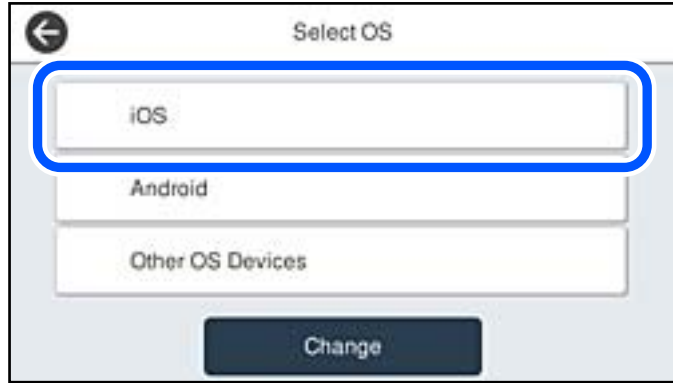 Select OS
iOS
Android
Other OS Devices
Change